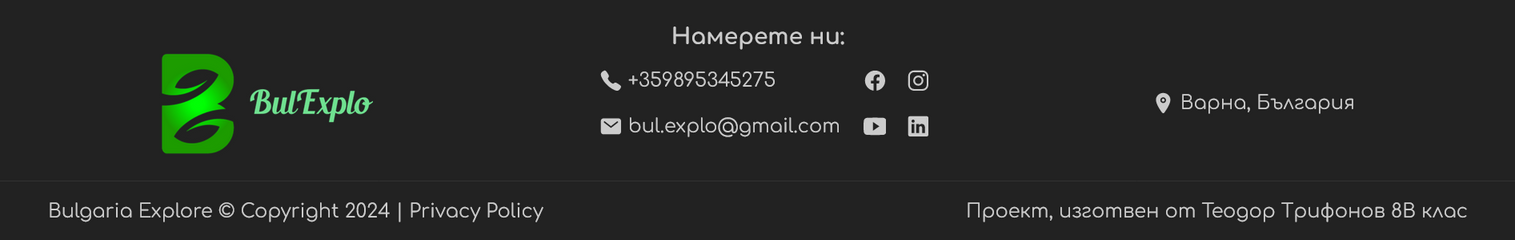 Намерете ни:
BulExplo
+359895345275
bul.explo@gmail.com
Варна, България
Bulgaria Explore © Copyright 2024 | Privacy Policy
Проект, изготвен от Теодор Трифонов 8В клас